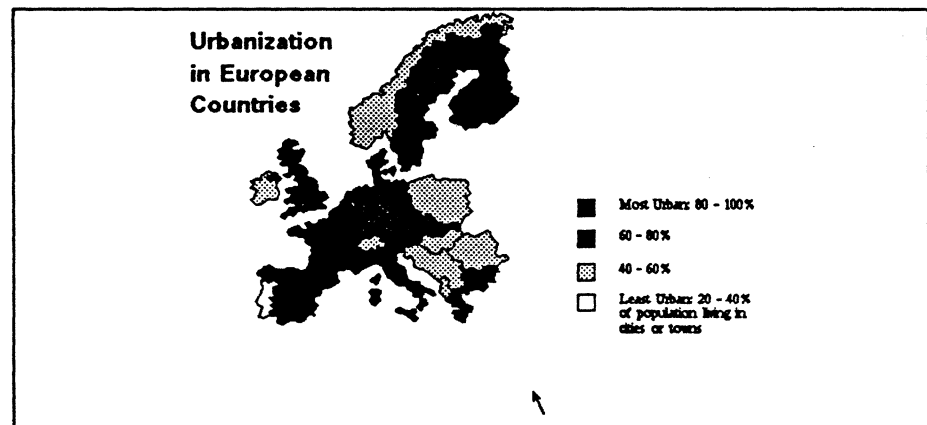 Urbanization
in European
Countries
Most Urban: 80 - 100%
60 - 80%
40 - 60%
Least Urban: 20 - 40%
of population living in
cities or towns